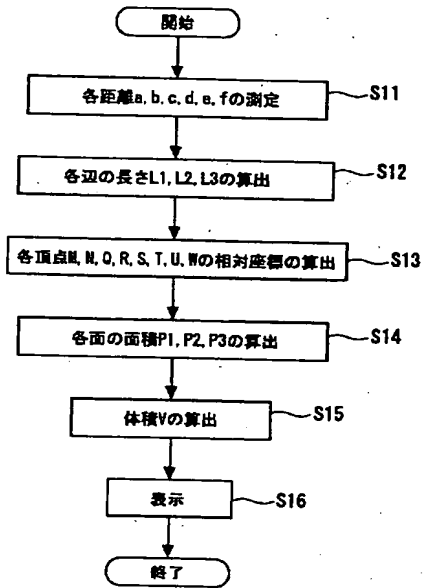 開始
各距離a,b,c,d,e,fの測定
S11
各辺の長さL1,L2,L3の算出
S12
各頂点M,N,Q,R,S,T,U,Wの相対座標の算出
S13
各面の面積P1,P2,P3の算出
S14
体積Vの算出
S15
表示
S16
終了